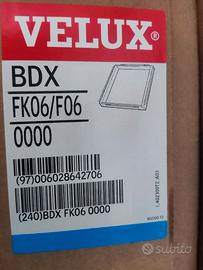 VELUX®
BDX
FK06/F06
0000
(97)006028642706
(240)BDX FK06 0000
subito